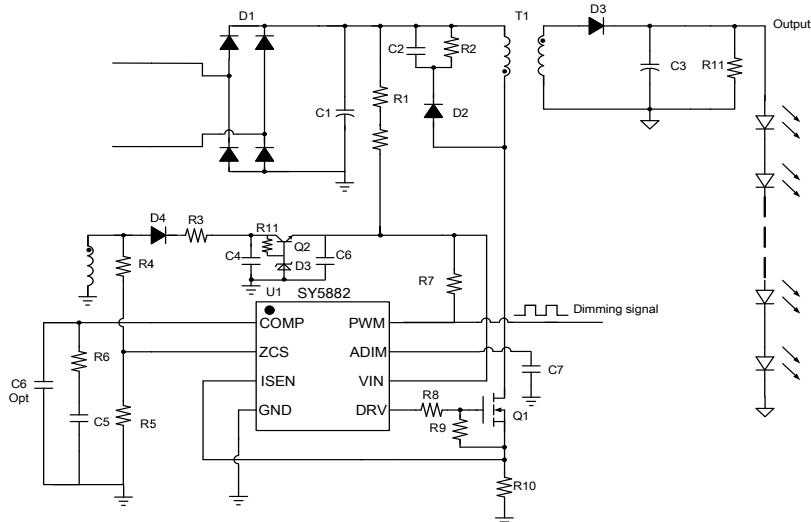 D1
T1
D3
Output
C2
R2
C1
R1
D2
C3
R11
D4
R3
R11
Q2
C4
D3
C6
R4
R7
U1
SY5882
Dimming signal
COMP
PWM
ZCS
ADIM
ISEN
VIN
GND
DRV
C6
Opt
R6
C5
R5
C7
R8
R9
Q1
R10